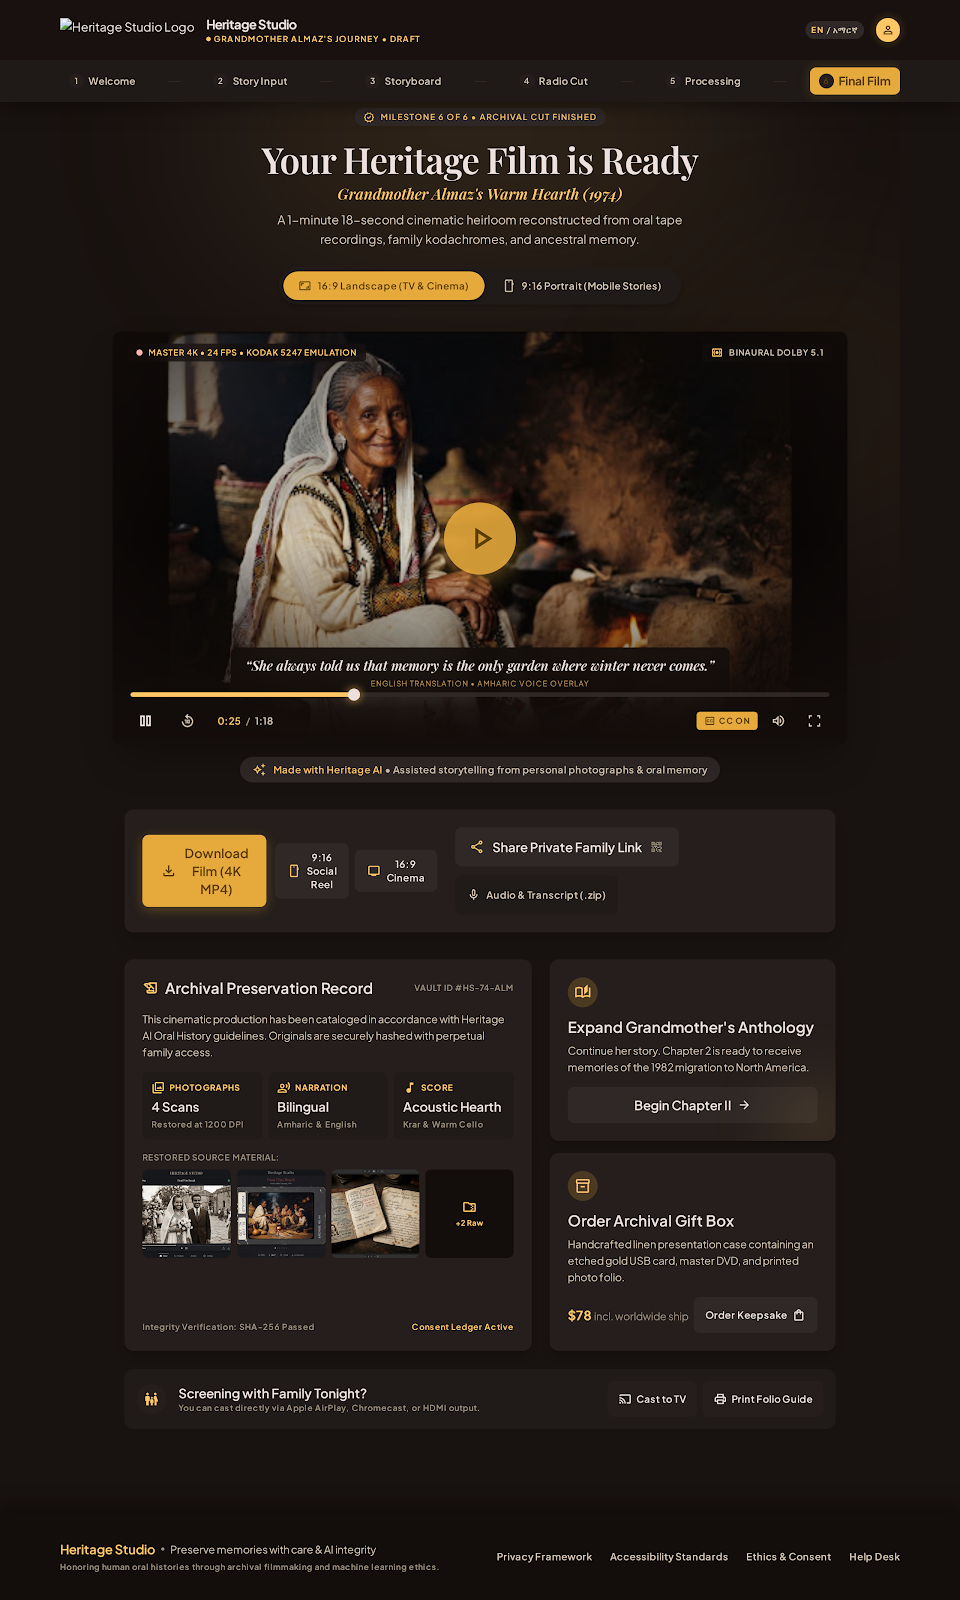 Heritage Studio Logo
Heritage Studio
GRANDMOTHER ALMAZ'S JOURNEY • DRAFT
EN / አማርኛ
1 Welcome
2 Story Input
3 Storyboard
4 Radio Cut
5 Processing
Final Film
MILESTONE 6 OF 6 • ARCHIVAL CUT FINISHED
Your Heritage Film is Ready
Grandmother Almaz's Warm Hearth (1974)
A 1-minute 18-second cinematic heirloom reconstructed from oral tape
recordings, family kodachromes, and ancestral memory.
16:9 Landscape (TV & Cinema)
9:16 Portrait (Mobile Stories)
MASTER 4K • 24 FPS • KODAK 5247 EMULATION
BINAURAL DOLBY 5.1
“She always told us that memory is the only garden where winter never comes.”
ENGLISH TRANSLATION • AMHARIC VOICE OVERLAY
0:25 / 1:18
CC ON
Made with Heritage AI • Assisted storytelling from personal photographs & oral memory
Download
Film (4K
MP4)
9:16
Social
Reel
16:9
Cinema
Share Private Family Link
Audio & Transcript (.zip)
Archival Preservation Record
VAULT ID #HS-74-ALM
This cinematic production has been cataloged in accordance with Heritage
AI Oral History guidelines. Originals are securely hashed with perpetual
family access.
PHOTOGRAPHS
4 Scans
Restored at 1200 DPI
NARRATION
Bilingual
Amharic & English
SCORE
Acoustic Hearth
Krar & Warm Cello
RESTORED SOURCE MATERIAL:
+2 Raw
Integrity Verification: SHA-256 Passed
Consent Ledger Active
Expand Grandmother's Anthology
Continue her story. Chapter 2 is ready to receive
memories of the 1982 migration to North America.
Begin Chapter II
Order Archival Gift Box
Handcrafted linen presentation case containing an
etched gold USB card, master DVD, and printed
photo folio.
$78 incl. worldwide ship
Order Keepsake
Screening with Family Tonight?
You can cast directly via Apple AirPlay, Chromecast, or HDMI output.
Cast to TV
Print Folio Guide
Heritage Studio • Preserve memories with care & AI integrity
Honoring human oral histories through archival filmmaking and machine learning ethics.
Privacy Framework
Accessibility Standards
Ethics & Consent
Help Desk